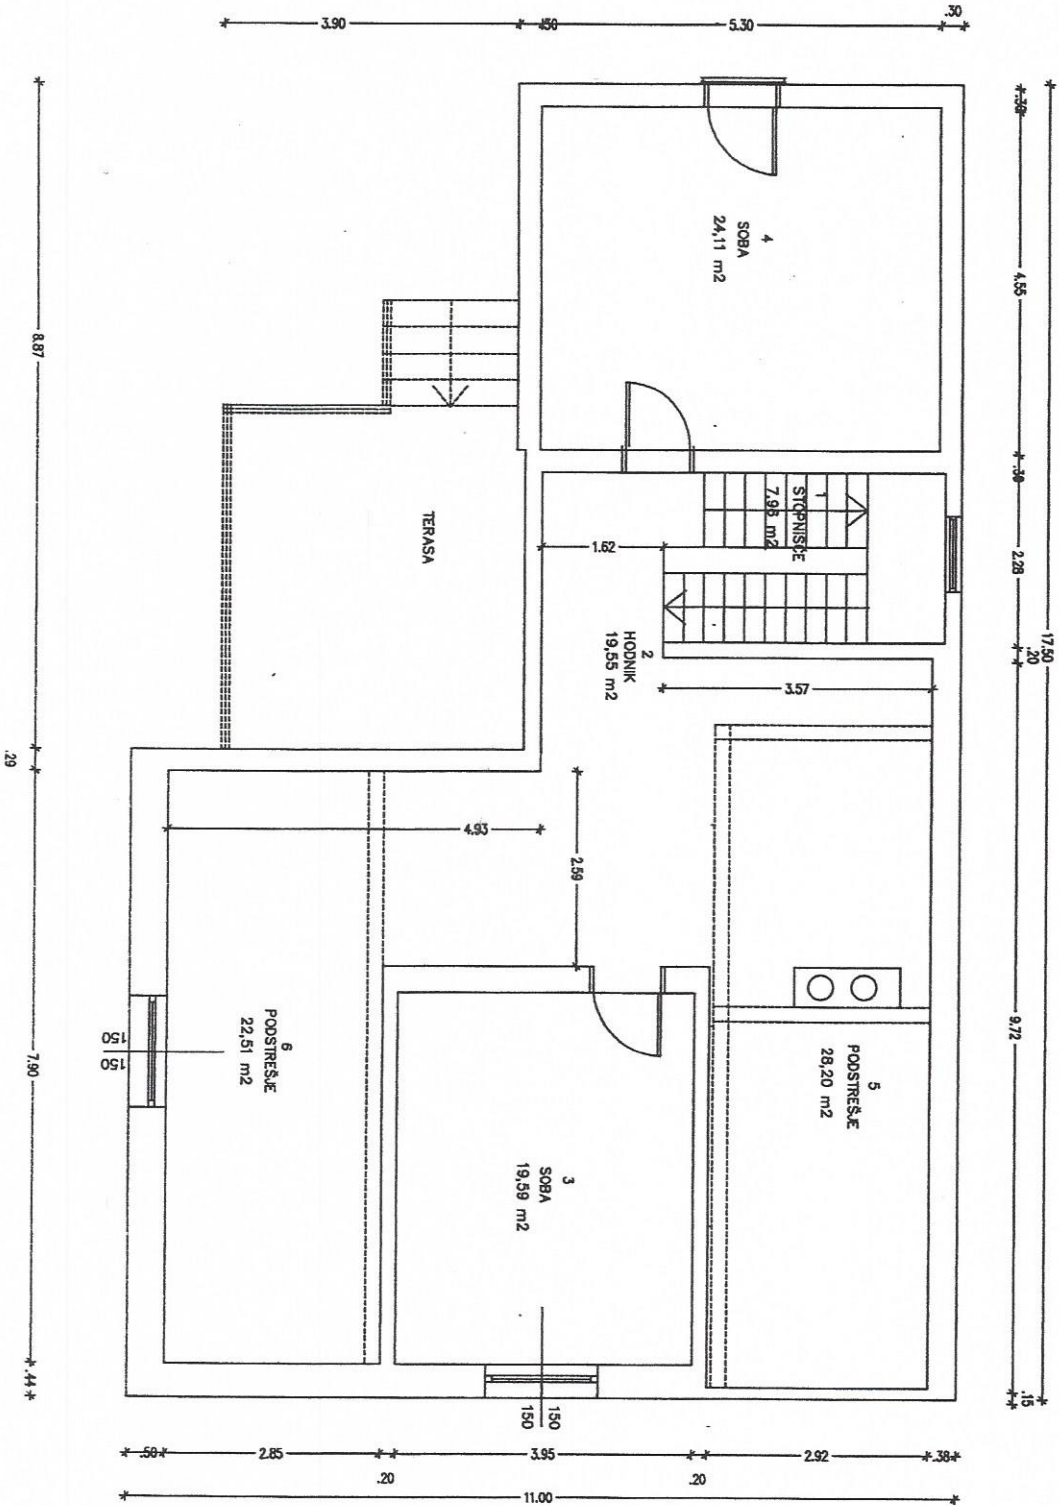 3.90
.50
5.30
.30
8.87
.29
7.90
.44
17.50
.30
4.55
.30
2.28
.20
9.72
.15
4
SOBA
24,11 m2
1
STOPNIŠČE
7,96 m2
1.62
2
HODNIK
19,55 m2
3.57
TERASA
4.93
2.59
5
PODSTREŠJE
28,20 m2
6
PODSTREŠJE
22,51 m2
150
150
3
SOBA
19,59 m2
150
150
.50
2.85
.20
3.95
.20
2.92
.38
11.00